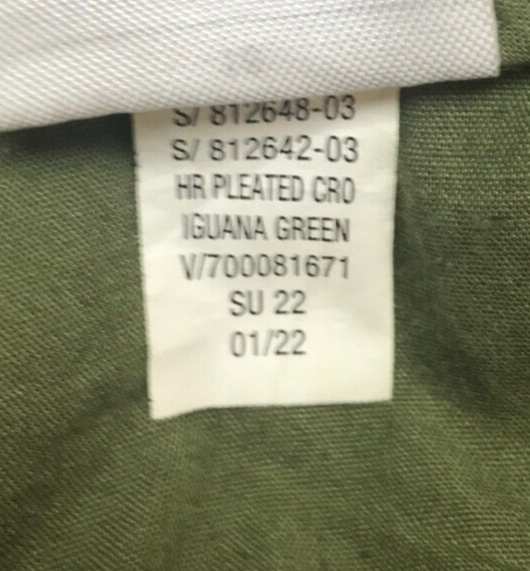 S/ 812648-03
S/ 812642-03
HR PLEATED CRO
IGUANA GREEN
V/700081671
SU 22
01/22